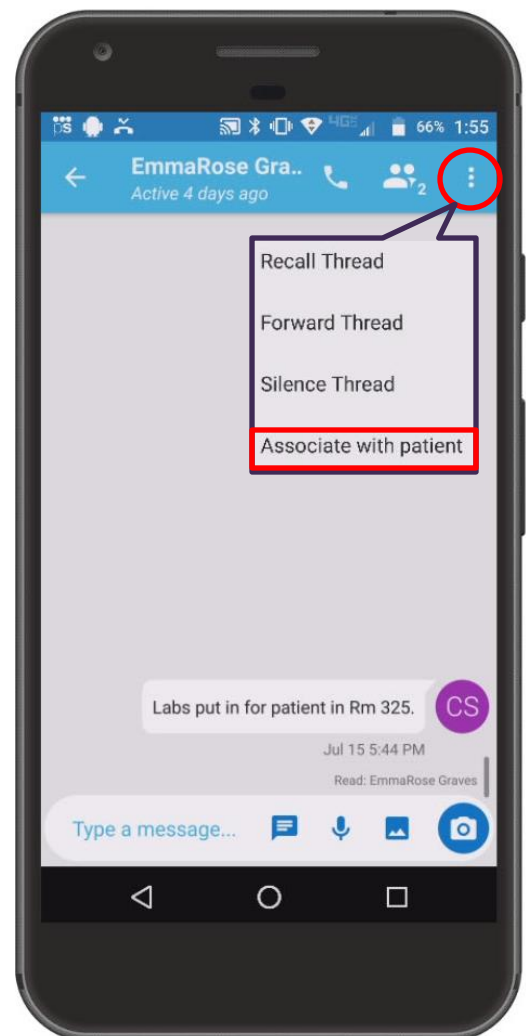 66% 1:55
EmmaRose Gra..
Active 4 days ago
2
Recall Thread
Forward Thread
Silence Thread
Associate with patient
Labs put in for patient in Rm 325.
CS
Jul 15 5:44 PM
Read: EmmaRose Graves
Type a message...